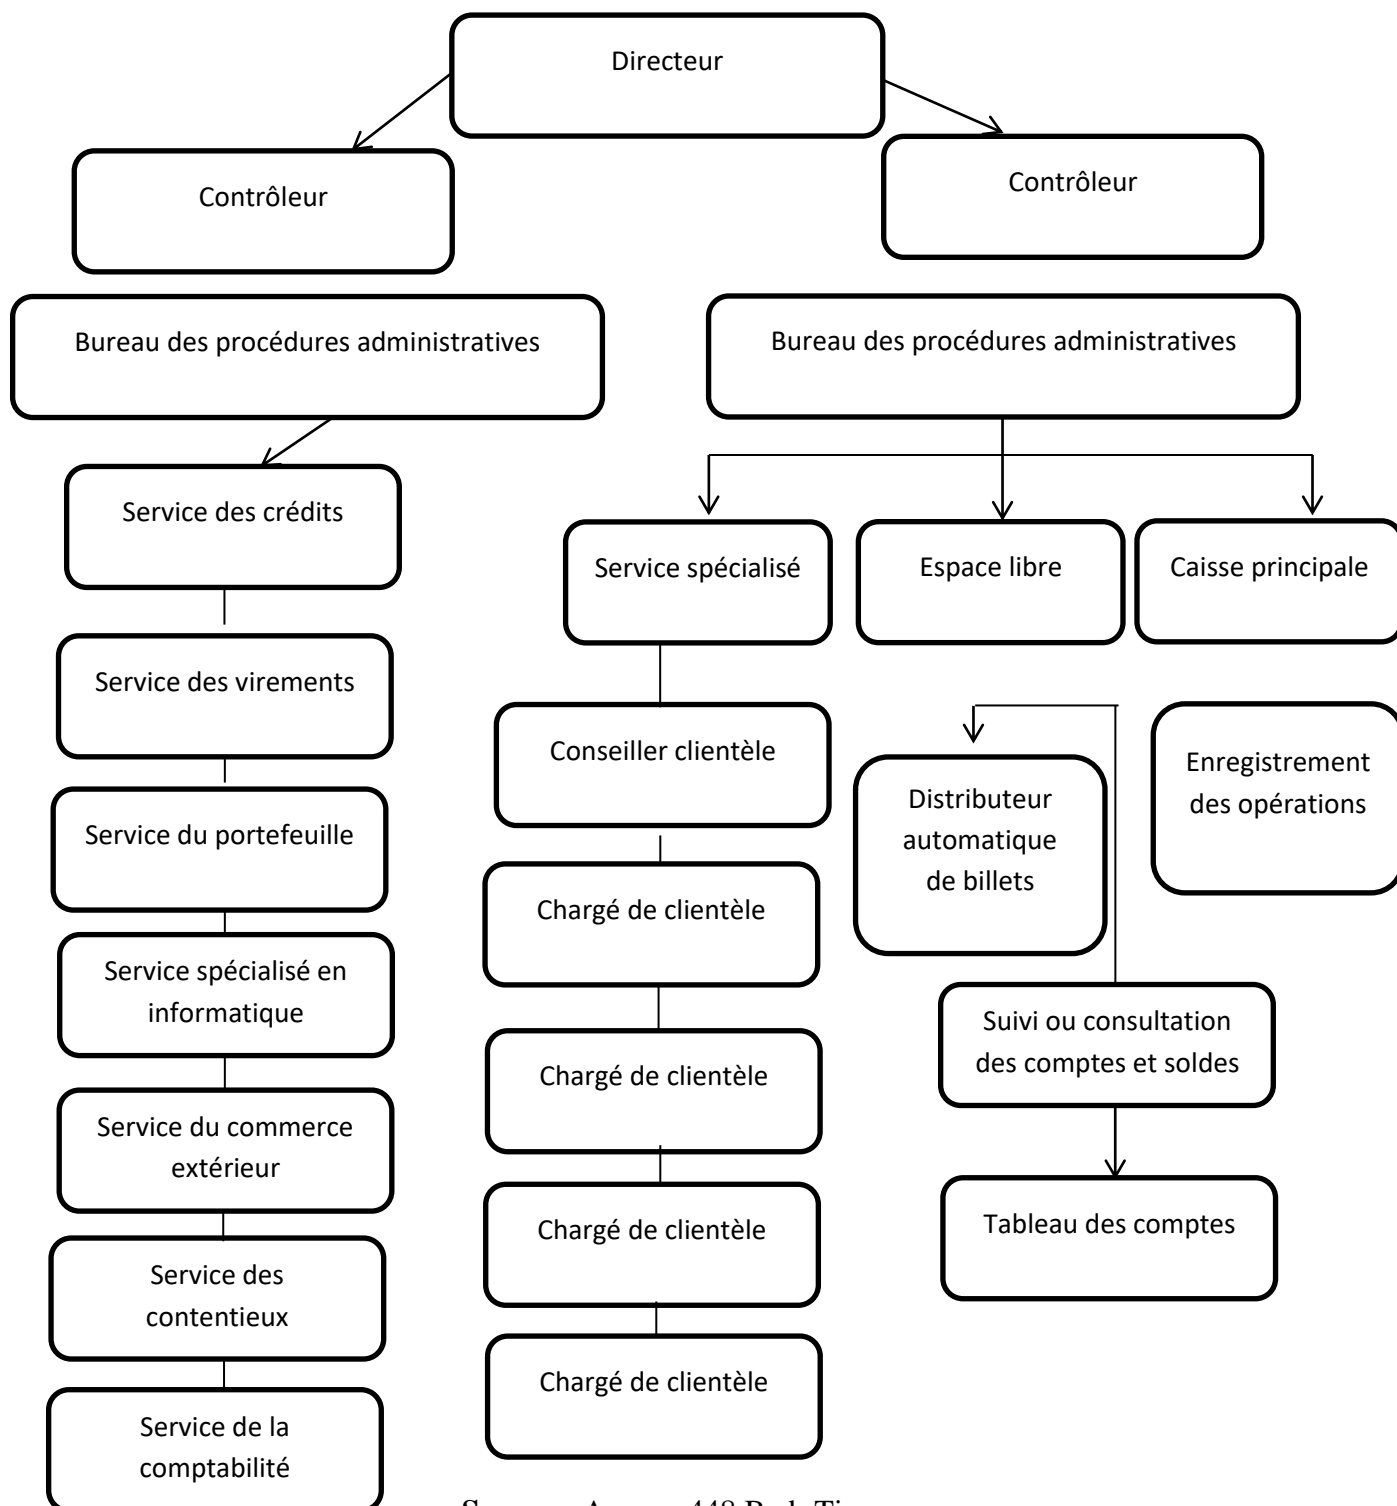 Directeur
Contrôleur
Contrôleur
Bureau des procédures administratives
Bureau des procédures administratives
Service des crédits
Service spécialisé
Espace libre
Caisse principale
Service des virements
Conseiller clientèle
Distributeur
automatique
de billets
Enregistrement
des opérations
Service du portefeuille
Chargé de clientèle
Service spécialisé en
informatique
Suivi ou consultation
des comptes et soldes
Chargé de clientèle
Service du commerce
extérieur
Chargé de clientèle
Tableau des comptes
Service des
contentieux
Chargé de clientèle
Service de la
comptabilité